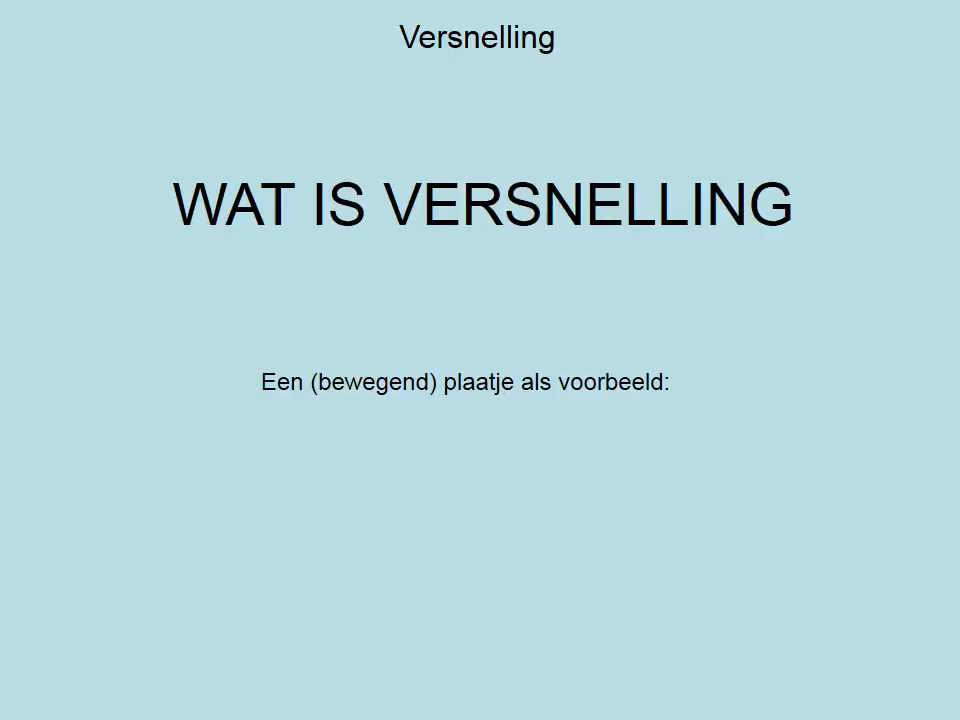 Versnelling
WAT IS VERSNELLING
Een (bewegend) plaatje als voorbeeld: